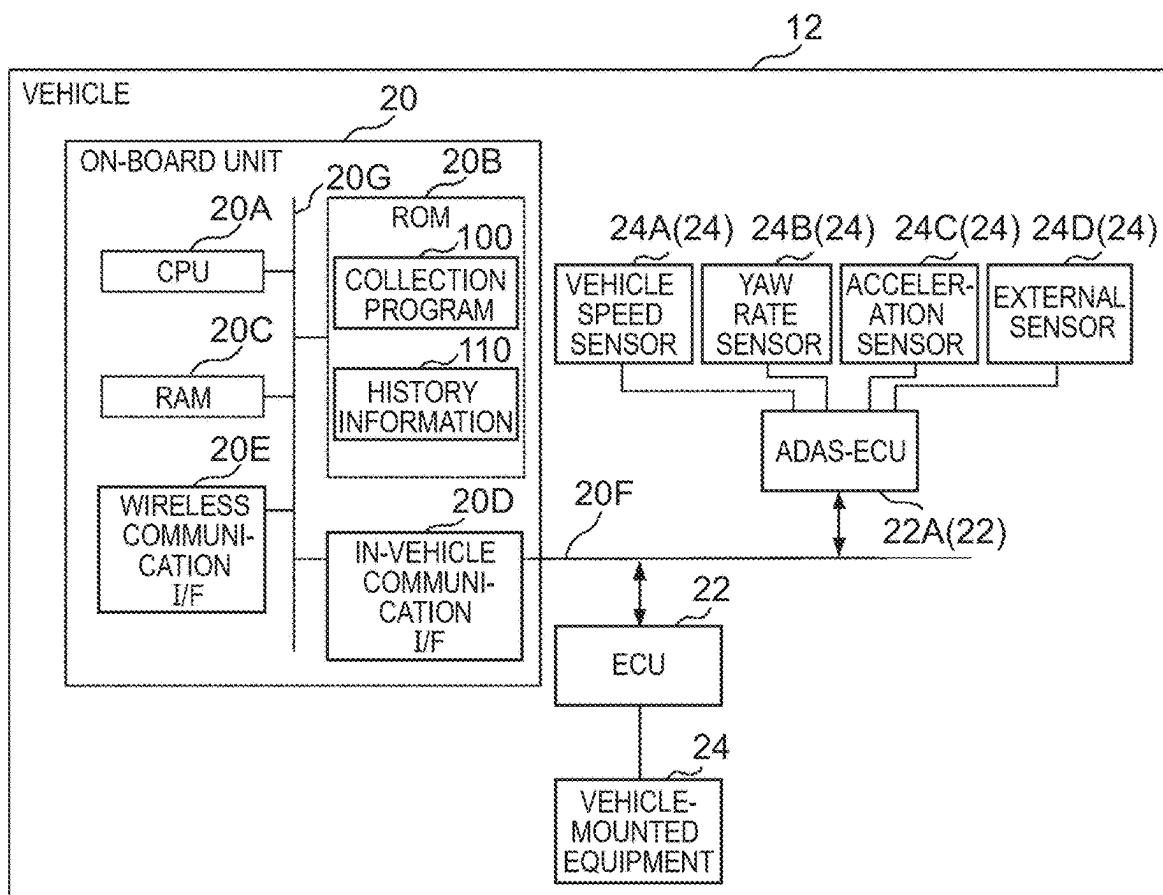 12
VEHICLE
20
ON-BOARD UNIT
20G
20B
20A
ROM
CPU
100
COLLECTION
PROGRAM
20C
RAM
110
HISTORY
INFORMATION
20E
WIRELESS
COMMUNI-
CATION
I/F
20D
IN-VEHICLE
COMMUNI-
CATION
I/F
24A(24) 24B(24) 24C(24) 24D(24)
VEHICLE
SPEED
SENSOR
YAW
RATE
SENSOR
ACCELER-
ATION
SENSOR
EXTERNAL
SENSOR
ADAS-ECU
22A(22)
20F
22
ECU
24
VEHICLE-
MOUNTED
EQUIPMENT